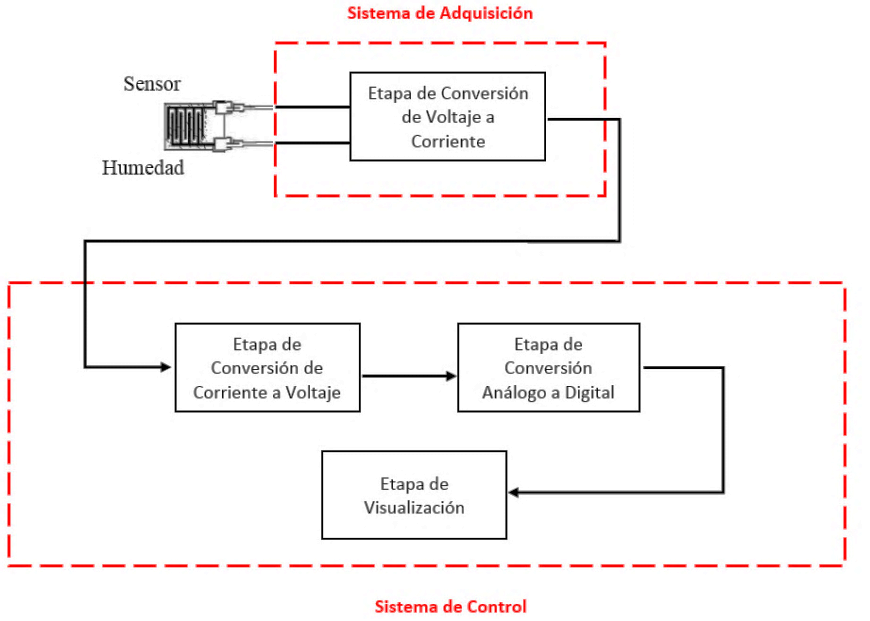 Sistema de Adquisición
Sensor
Humedad
Etapa de Conversión
de Voltaje a
Corriente
Etapa de
Conversión de
Corriente a Voltaje
Etapa de
Conversión
Análogo a Digital
Etapa de
Visualización
Sistema de Control